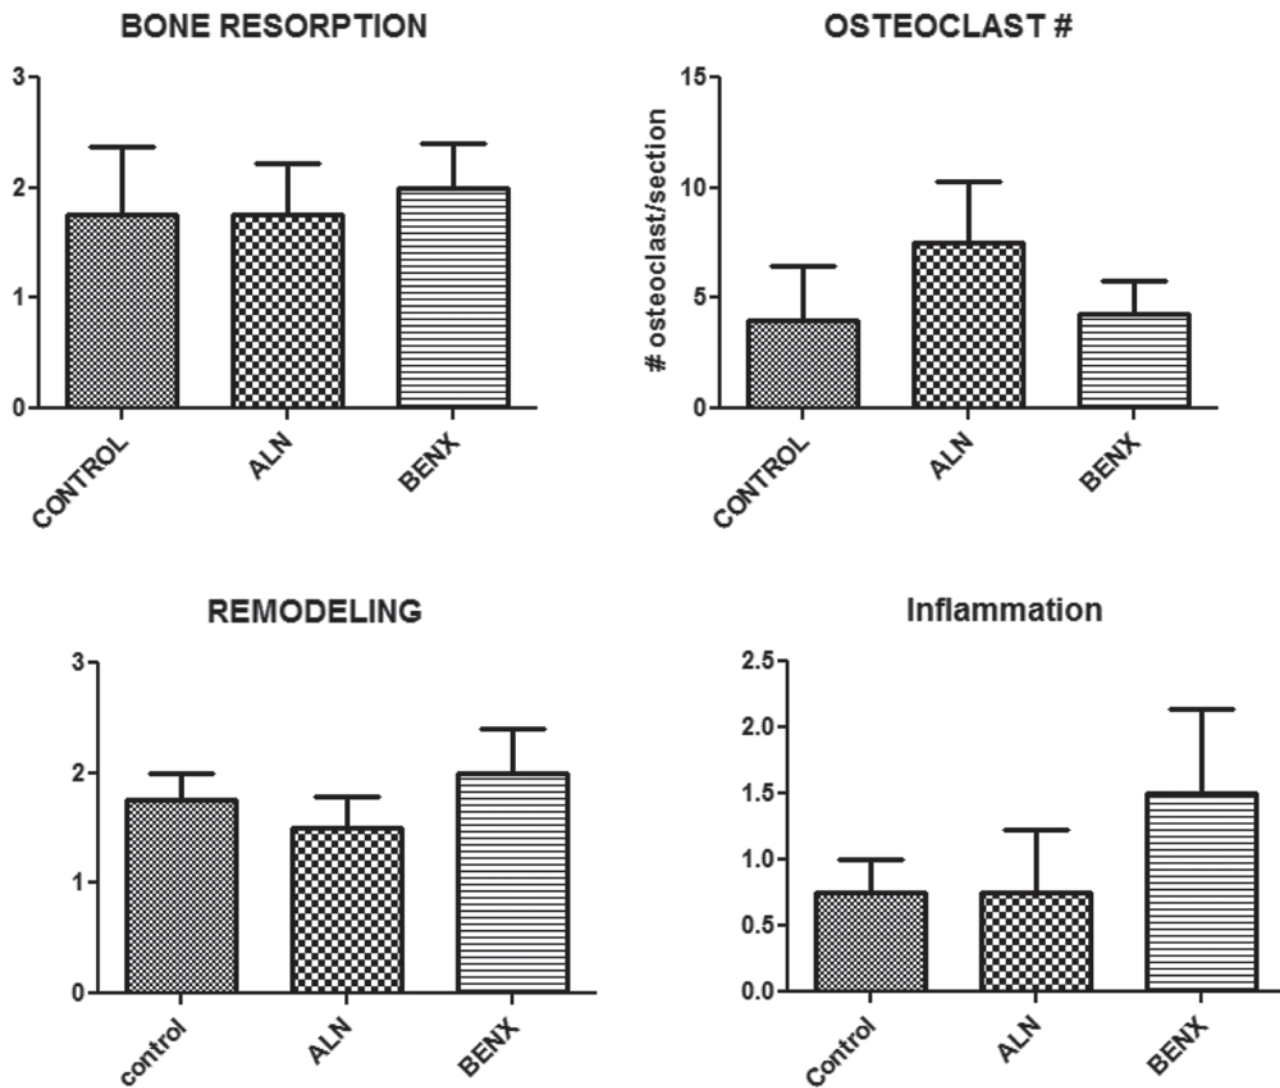 BONE RESORPTION
3
2
1
0
CONTROL
ALN
BENX
OSTEOCLAST #
# osteoclast/section
15
10
5
0
CONTROL
ALN
BENX
REMODELING
3
2
1
0
control
ALN
BENX
Inflammation
2.5
2.0
1.5
1.0
0.5
0.0
Control
ALN
BENX